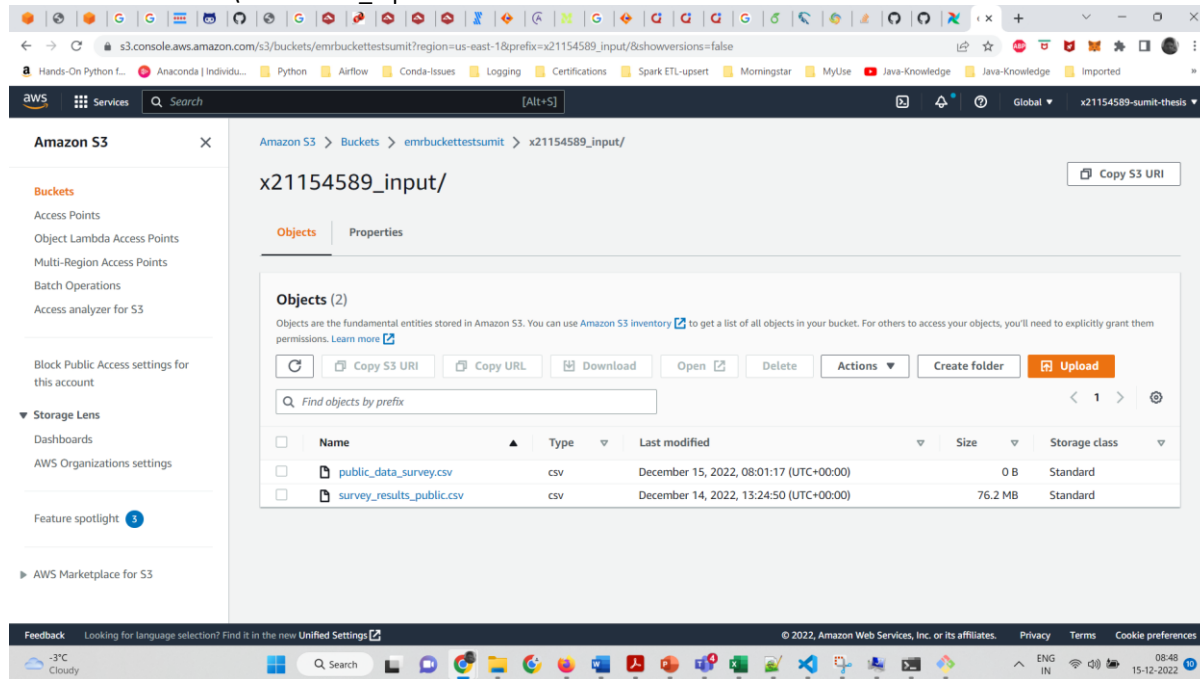 s3.console.aws.amazon.com/s3/buckets/emrbuckettestsumit?region=us-east-1&prefix=x21154589_input/&showversions=false
Hands-On Python f... Anaconda | Individu... Python Airflow Conda-Issues Logging Certifications Spark ETL-upsert Morningstar MyUse Java-Knowledge Java-Knowledge Imported »
aws Services Search [Alt+S] Global ▼ x21154589-sumit-thesis ▼
Amazon S3
Buckets
Access Points
Object Lambda Access Points
Multi-Region Access Points
Batch Operations
Access analyzer for S3
Block Public Access settings for
this account
▼ Storage Lens
Dashboards
AWS Organizations settings
Feature spotlight 3
▶ AWS Marketplace for S3
Amazon S3 > Buckets > emrbuckettestsumit > x21154589_input/
x21154589_input/
Copy S3 URI
Objects Properties
Objects (2)
Objects are the fundamental entities stored in Amazon S3. You can use Amazon S3 inventory to get a list of all objects in your bucket. For others to access your objects, you'll need to explicitly grant them
permissions. Learn more
Copy S3 URI Copy URL Download Open Delete Actions ▼ Create folder Upload
Find objects by prefix
< 1 >
Name ▲ Type Last modified Size Storage class
public_data_survey.csv csv December 15, 2022, 08:01:17 (UTC+00:00) 0 B Standard
survey_results_public.csv csv December 14, 2022, 13:24:50 (UTC+00:00) 76.2 MB Standard
Feedback Looking for language selection? Find it in the new Unified Settings © 2022, Amazon Web Services, Inc. or its affiliates. Privacy Terms Cookie preferences
-3°C
Cloudy
Search
ENG
IN
08:48
15-12-2022
10